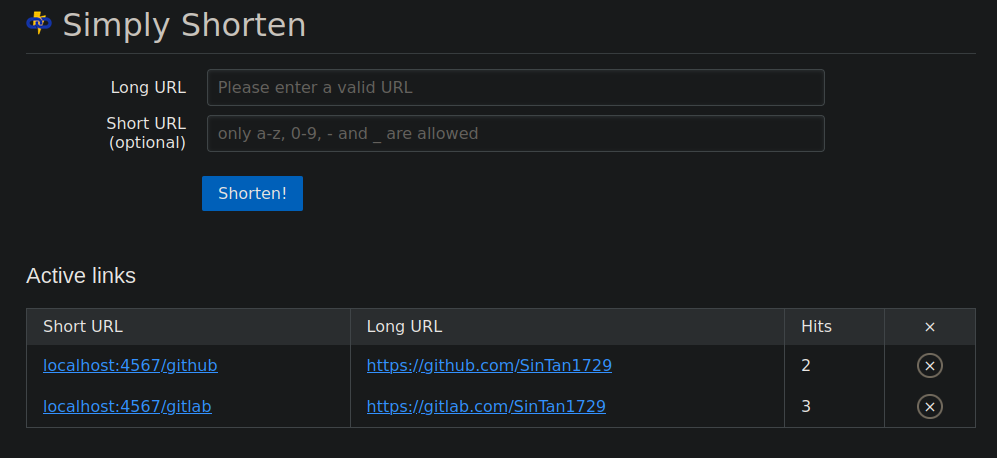 Simply Shorten
Long URL
Please enter a valid URL
Short URL
(optional)
only a-z, 0-9, - and _ are allowed
Shorten!
Active links
Short URL Long URL Hits ×
localhost:4567/github https://github.com/SinTan1729 2 ×
localhost:4567/gitlab https://gitlab.com/SinTan1729 3 ×